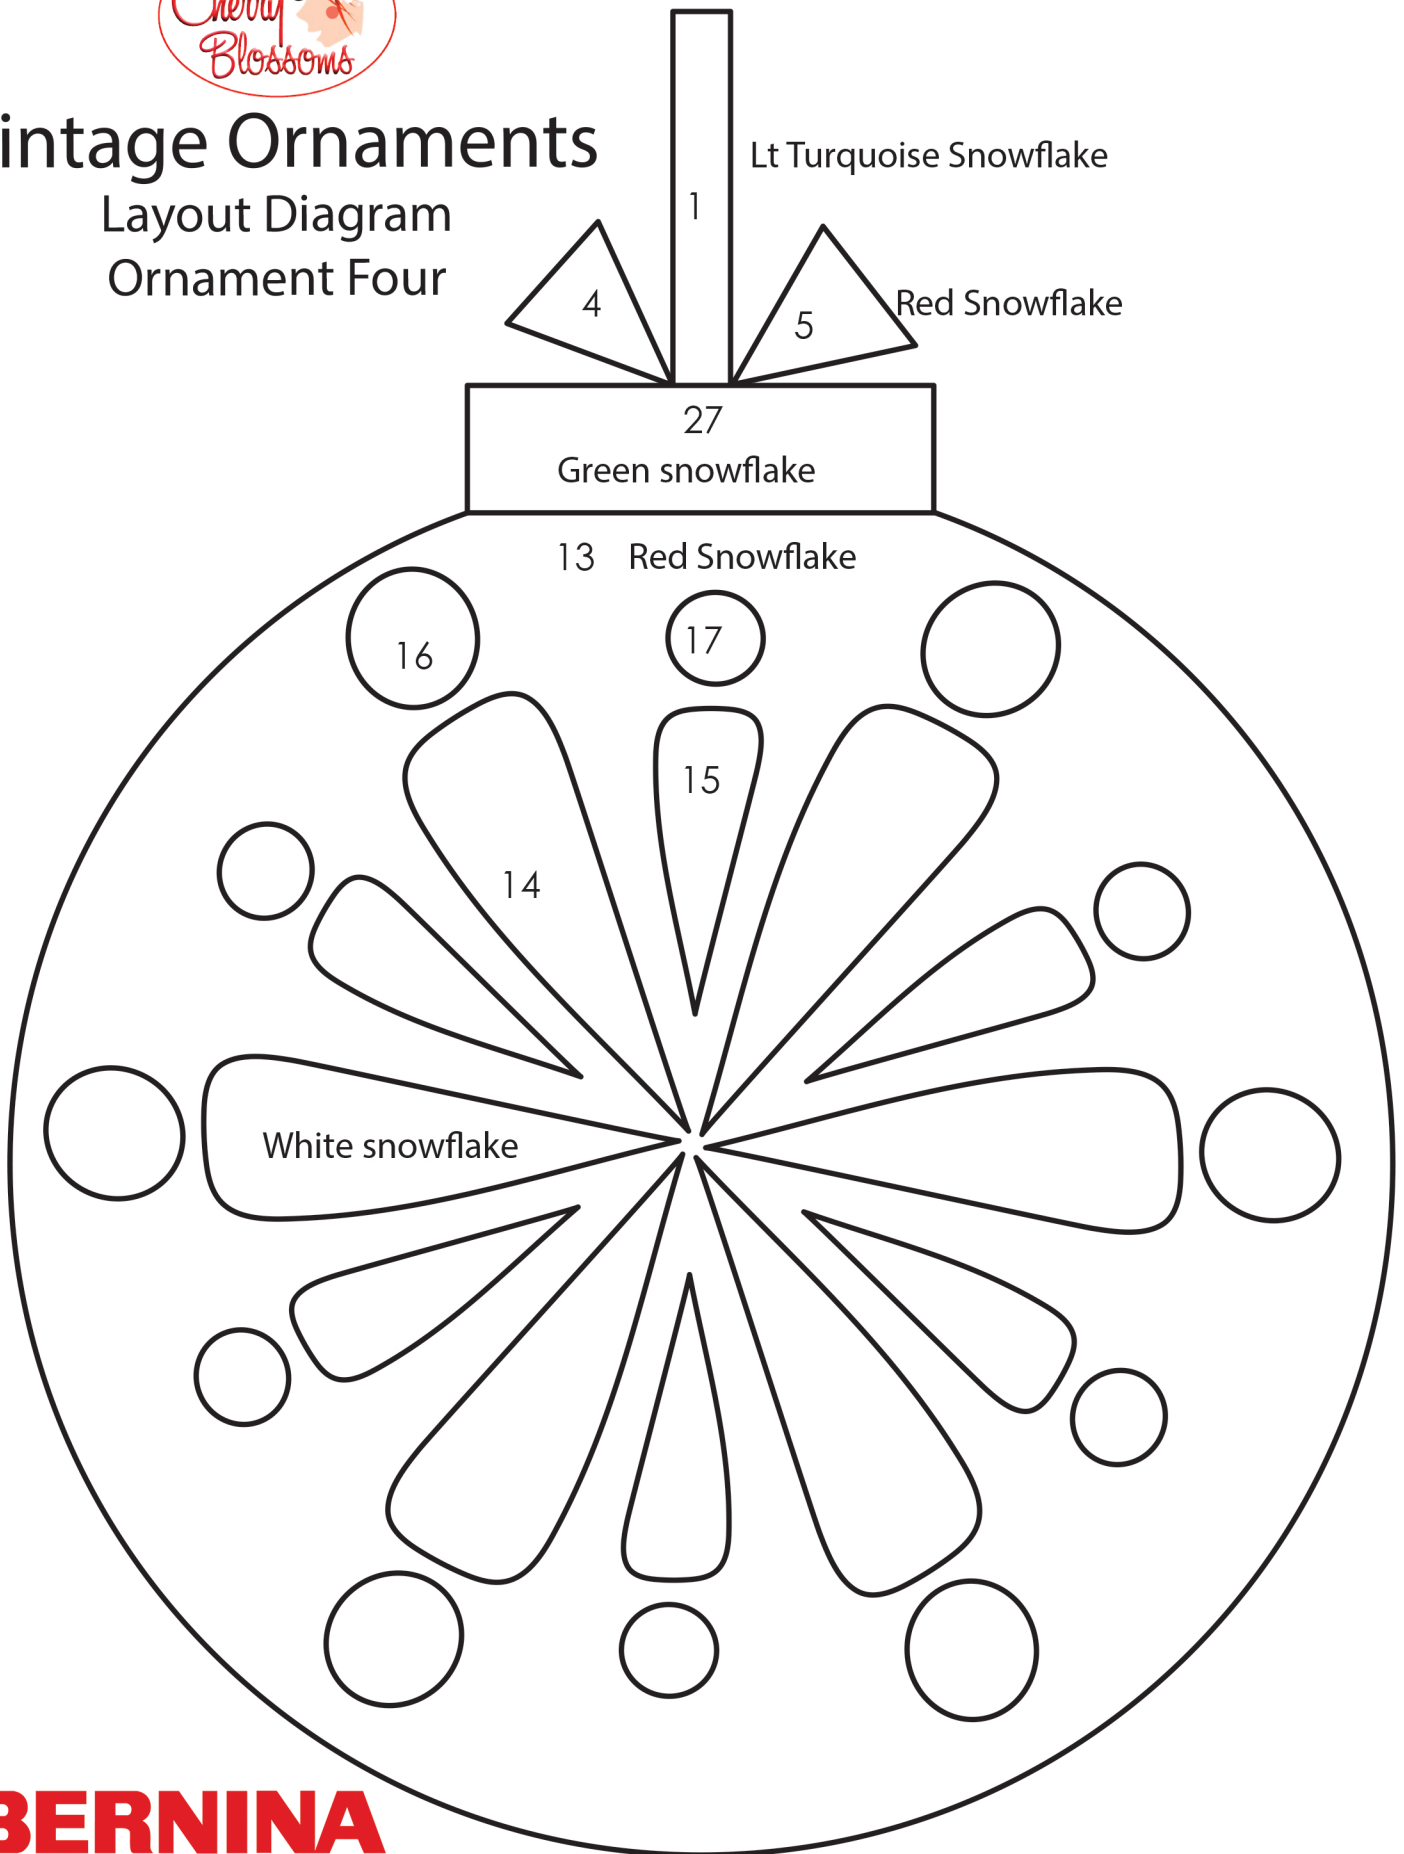 Cherry
Blossoms
intage Ornaments
Layout Diagram
Ornament Four
Lt Turquoise Snowflake
1
4
5
Red Snowflake
27
Green snowflake
13 Red Snowflake
16
17
15
14
White snowflake
BERNINA